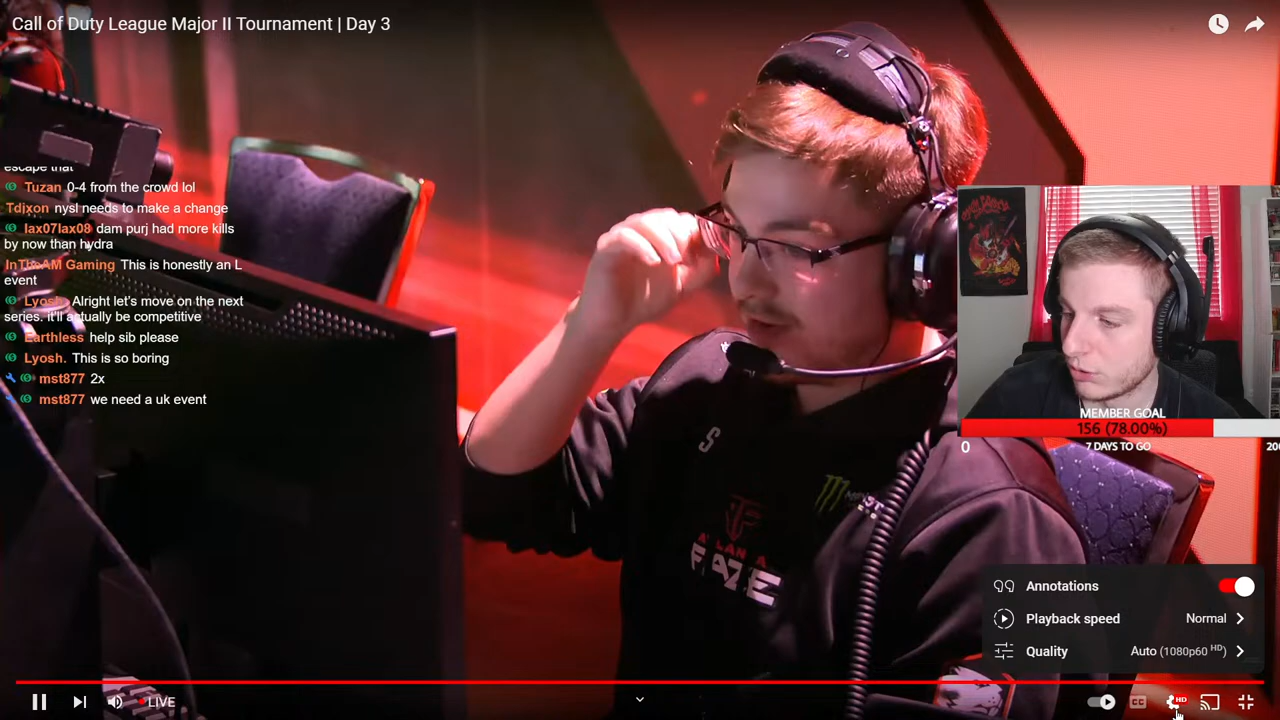 Call of Duty League Major II Tournament | Day 3
escape that
Tuzan 0-4 from the crowd lol
Tdixon nysl needs to make a change
lax07lax08 dam purj had more kills
by now than hydra
InTheAM Gaming This is honestly an L
event
Lyosh. Alright let's move on the next
series. it'll actually be competitive
Earthless help sib please
Lyosh. This is so boring
mst877 2x
mst877 we need a uk event
MEMBER GOAL
156 (78.00%)
0
7 DAYS TO GO
ATLANTA
FAZE
Annotations
Playback speed Normal
Quality Auto (1080p60 HD)
LIVE
CC
HD